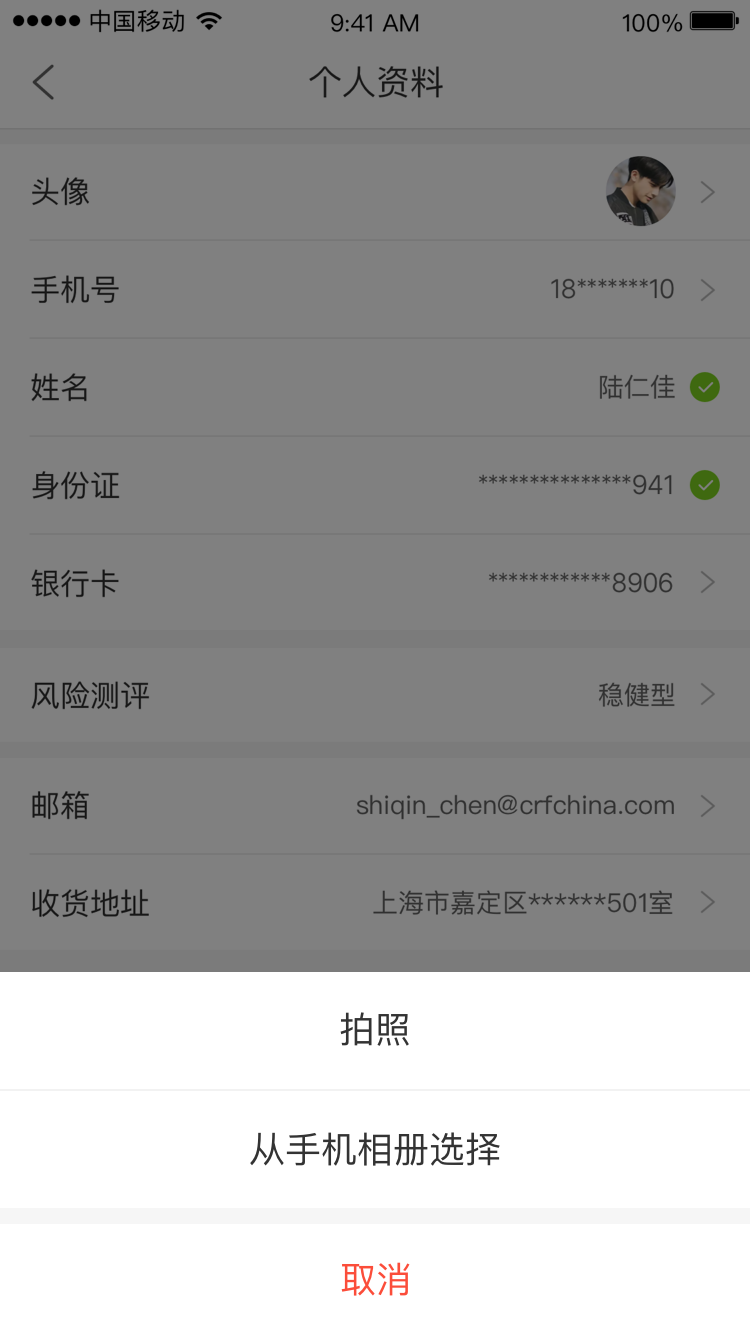 中国移动 9:41 AM 100%
个人资料
头像
手机号 18*******10
姓名 陆仁佳
身份证 ***************941
银行卡 ************8906
风险测评 稳健型
邮箱 shiqin_chen@crfchina.com
收货地址 上海市嘉定区******501室
拍照
从手机相册选择
取消